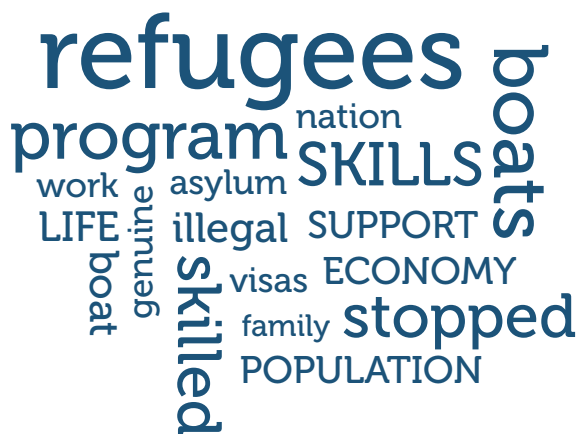 refugees
boats
program
nation
SKILLS
work
asylum
genuine
LIFE
illegal
SUPPORT
boat
skilled
visas
ECONOMY
family
stopped
POPULATION